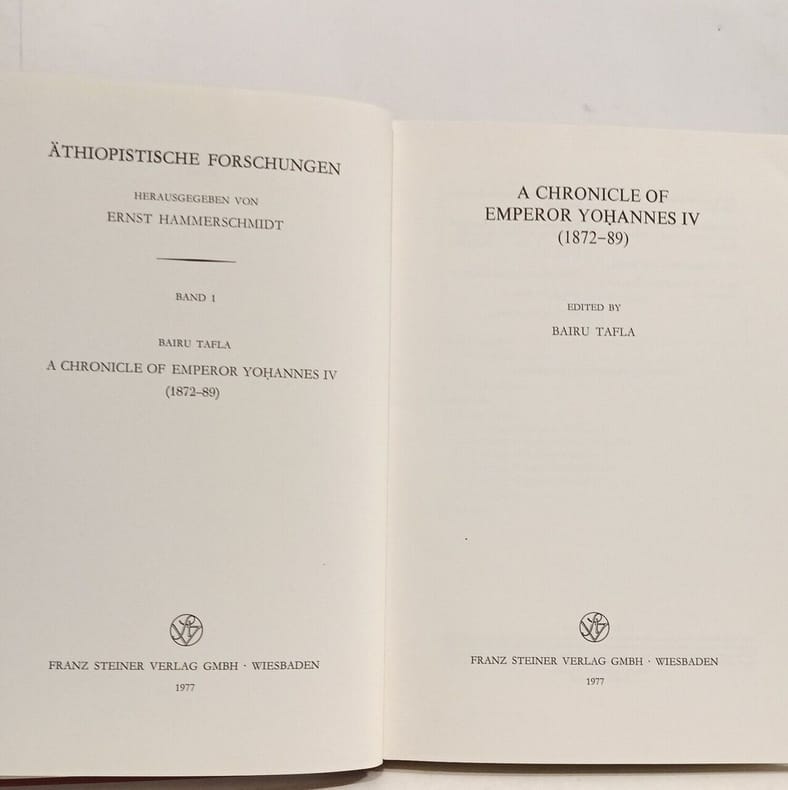 ÄTHIOPISTISCHE FORSCHUNGEN
HERAUSGEGEBEN VON
ERNST HAMMERSCHMIDT
BAND 1
BAIRU TAFLA
A CHRONICLE OF EMPEROR YOḤANNES IV
(1872–89)
FRANZ STEINER VERLAG GMBH · WIESBADEN
1977
A CHRONICLE OF
EMPEROR YOḤANNES IV
(1872–89)
EDITED BY
BAIRU TAFLA
FRANZ STEINER VERLAG GMBH · WIESBADEN
1977